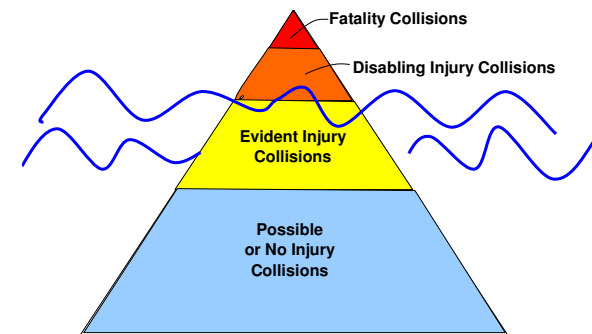 Fatality Collisions
Disabling Injury Collisions
Evident Injury
Collisions
Possible
or No Injury
Collisions